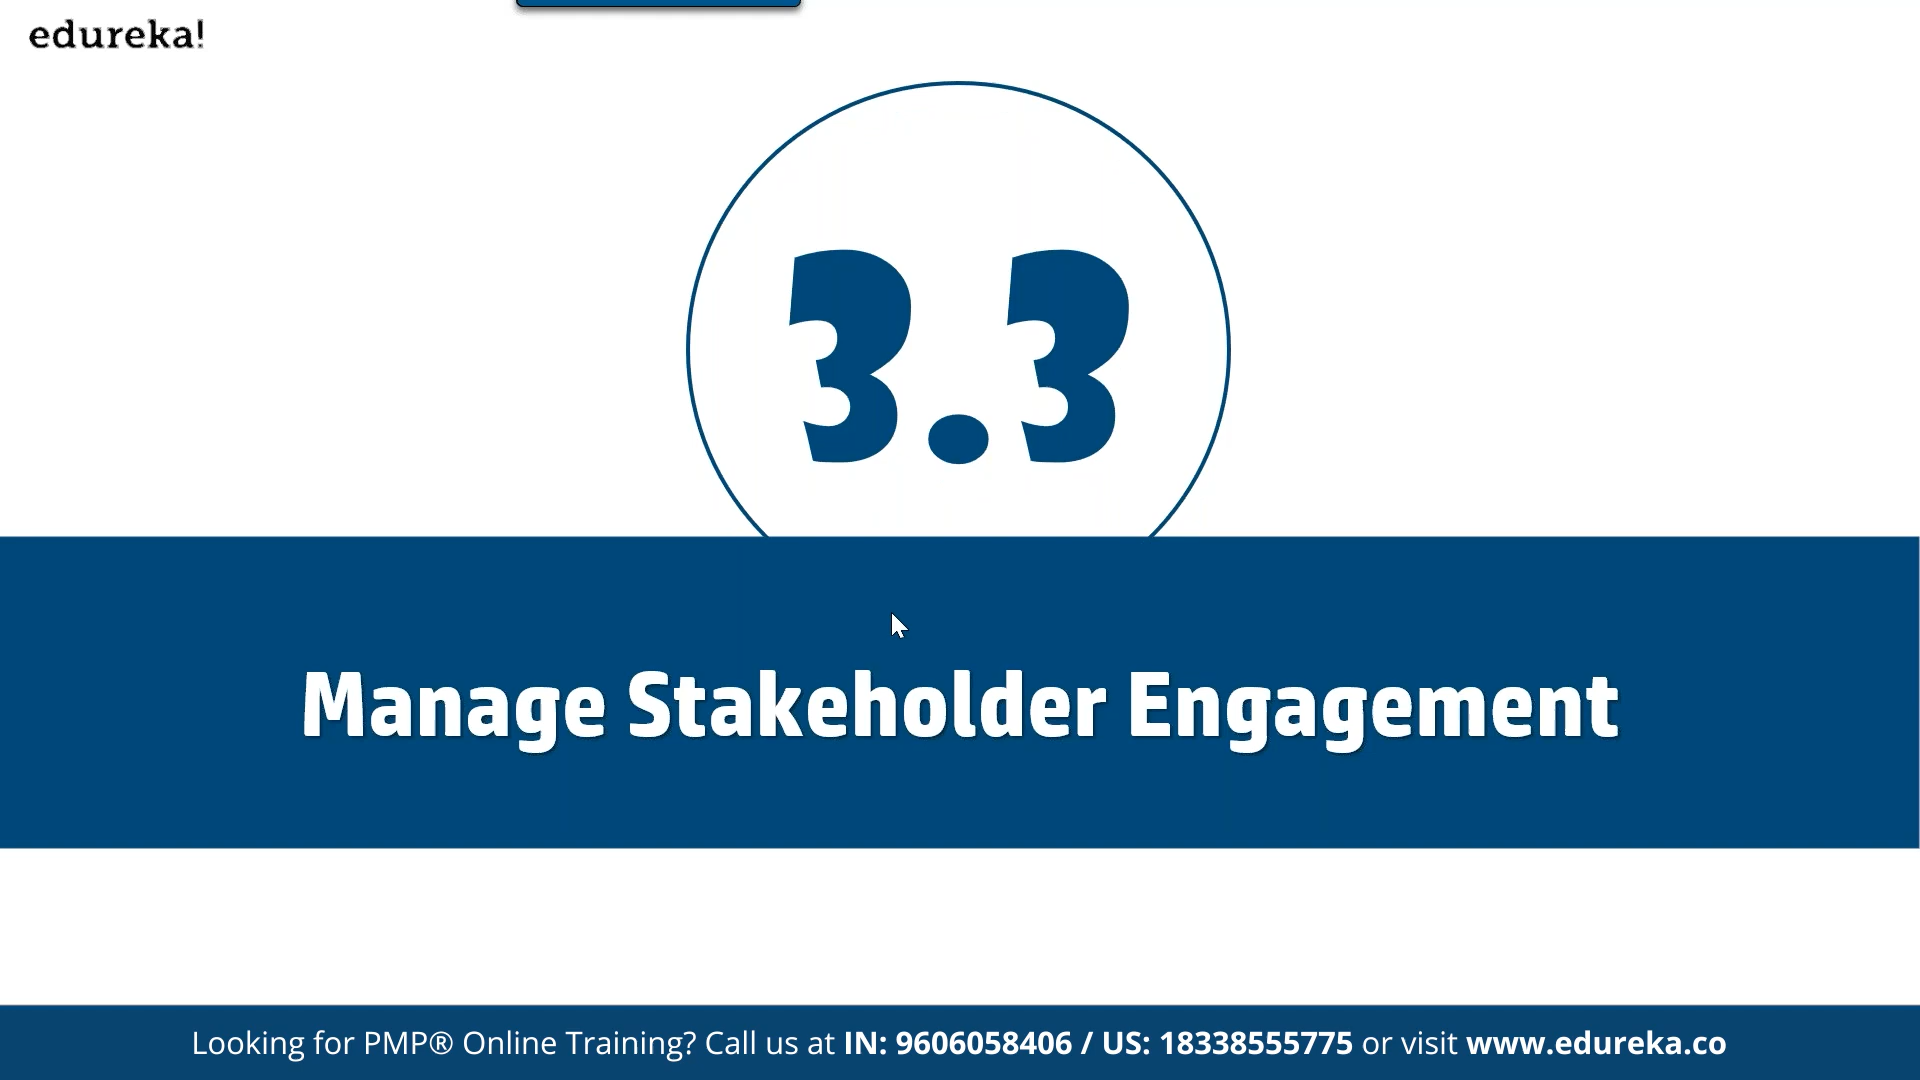 edureka!
3.3
Manage Stakeholder Engagement
Looking for PMP® Online Training? Call us at IN: 9606058406 / US: 18338555775 or visit www.edureka.co